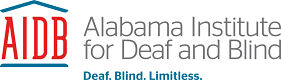 AIDB
Alabama Institute
for Deaf and Blind
Deaf. Blind. Limitless.